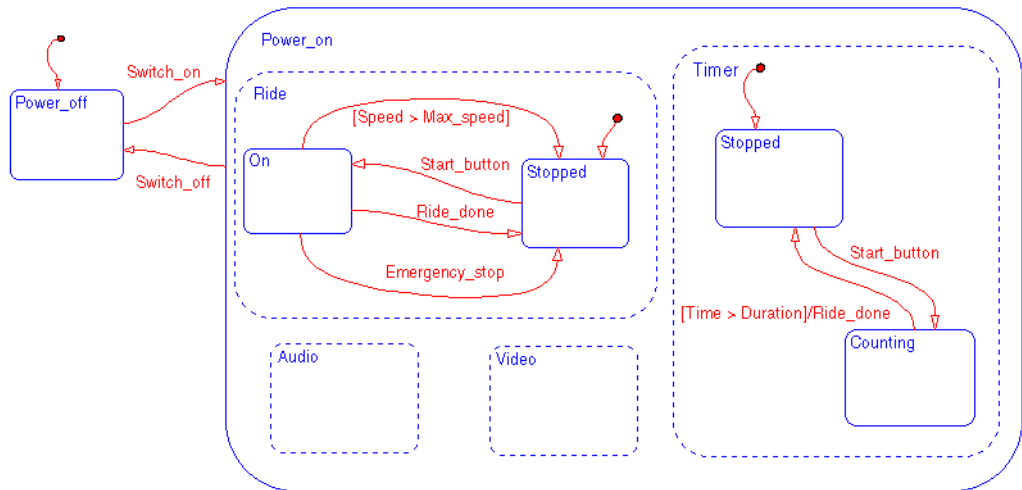 Power_on
Timer
Switch_on
Ride
Power_off
[Speed > Max_speed]
Stopped
On
Start_button
Stopped
Switch_off
Ride_done
Start_button
Emergency_stop
[Time > Duration]/Ride_done
Counting
Audio
Video